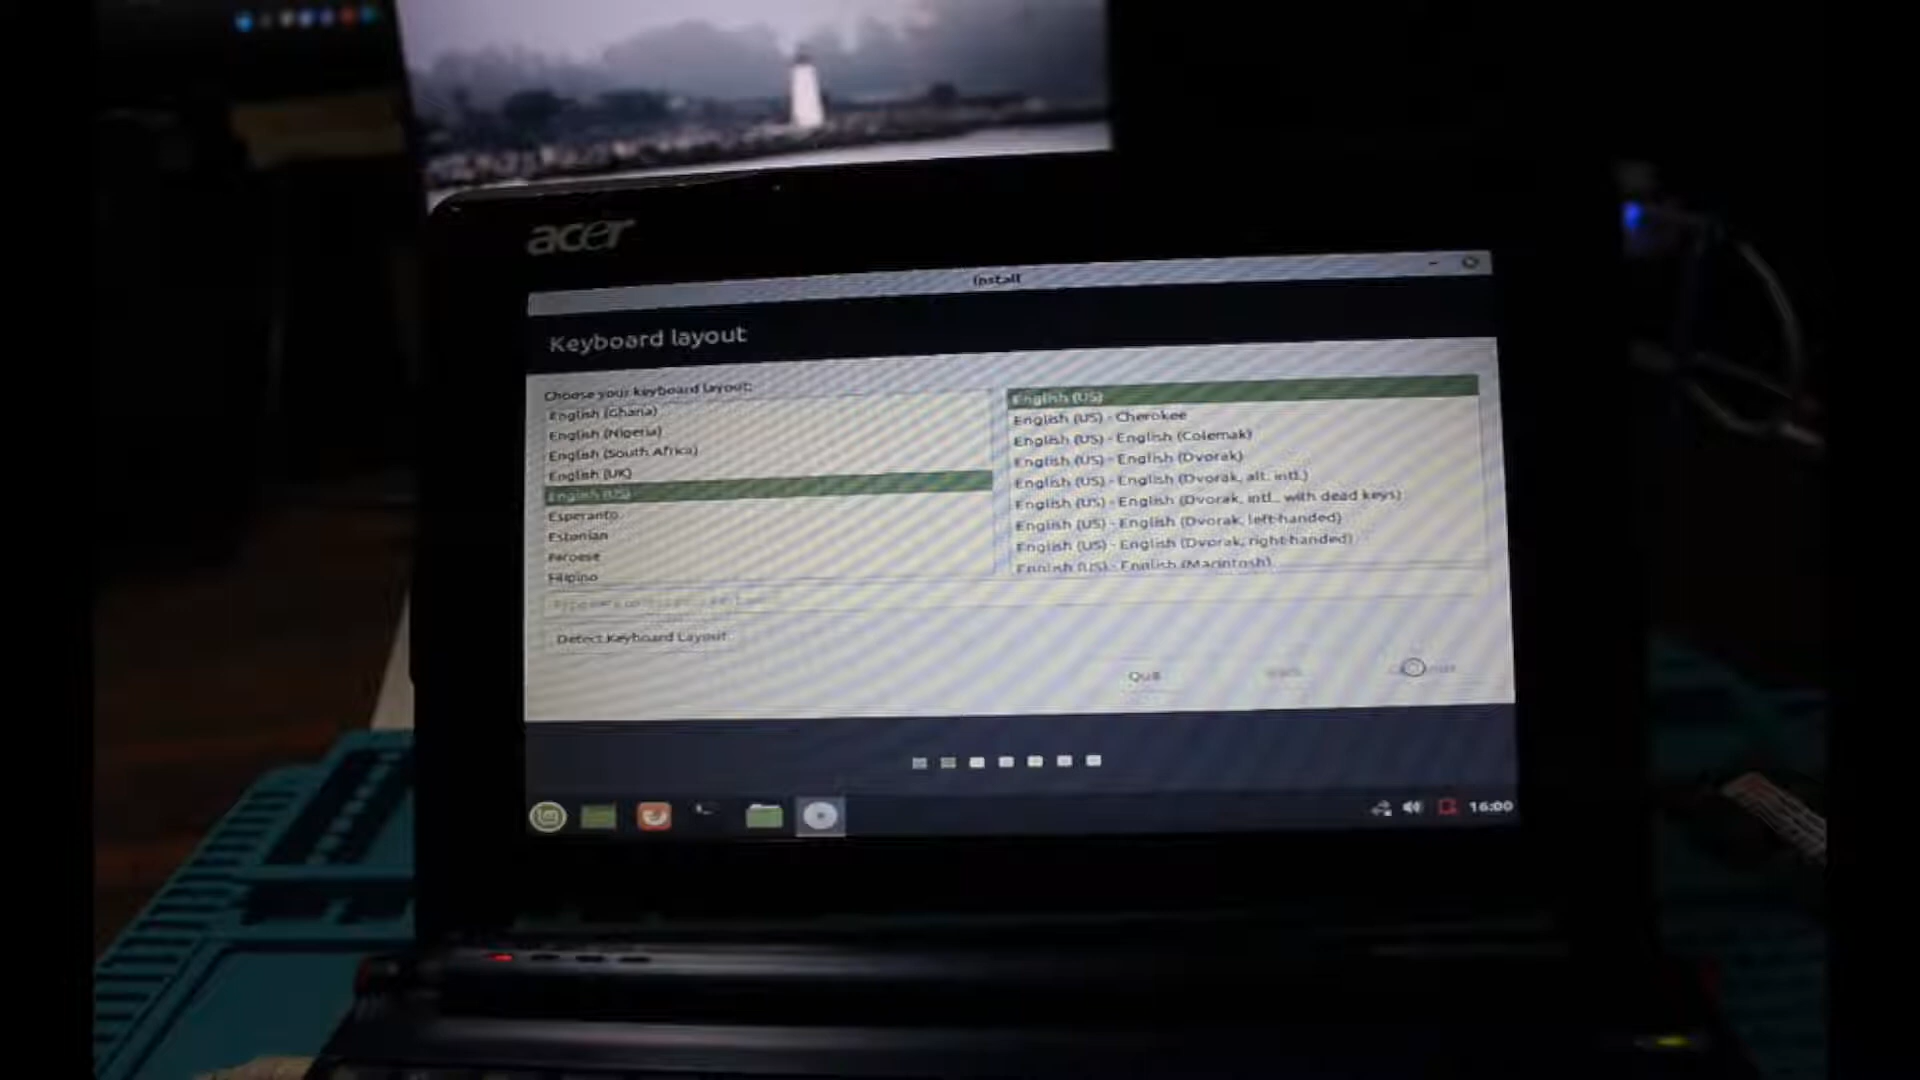 acer
Install
Keyboard layout
Choose your keyboard layout:
English (Ghana)
English (Nigeria)
English (South Africa)
English (UK)
English (US)
Esperanto
Estonian
Faroese
Filipino
English (US)
English (US) - Cherokee
English (US) - English (Colemak)
English (US) - English (Dvorak)
English (US) - English (Dvorak, alt. intl.)
English (US) - English (Dvorak, intl., with dead keys)
English (US) - English (Dvorak, left-handed)
English (US) - English (Dvorak, right-handed)
English (US) - English (Macintosh)
Detect Keyboard Layout
Quit
16:00